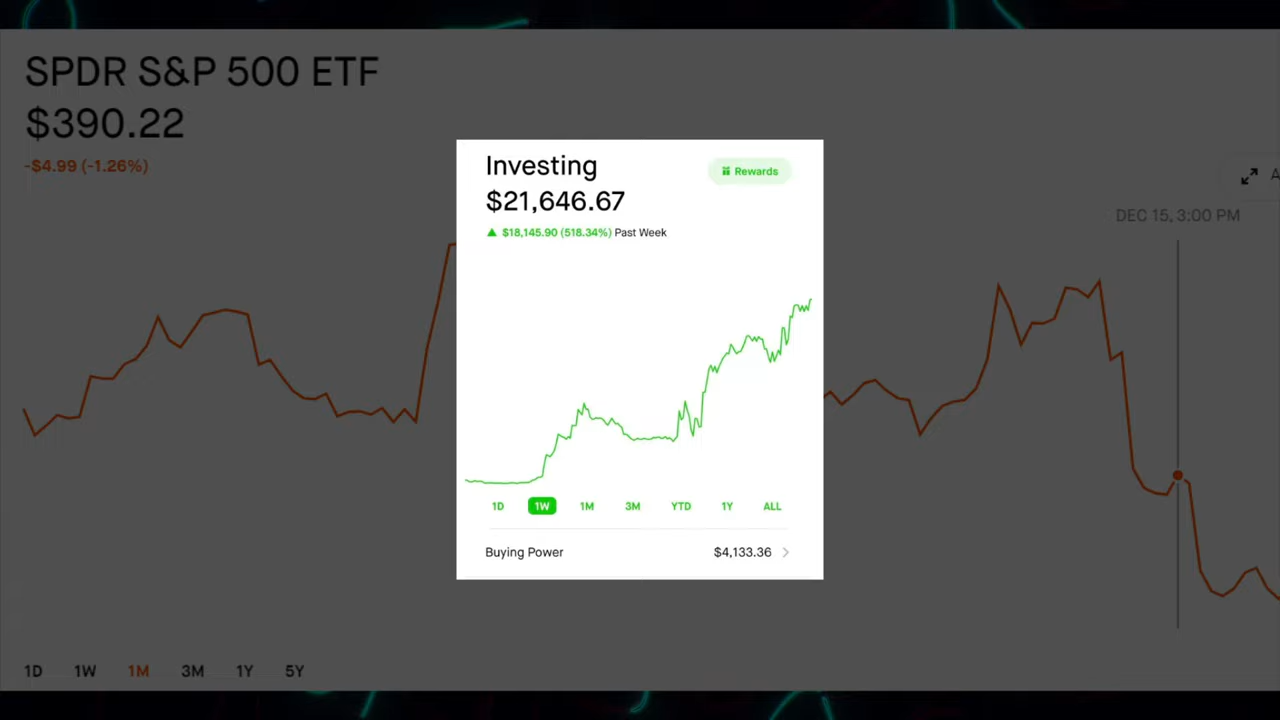 SPDR S&P 500 ETF
$390.22
-$4.99 (-1.26%)
A
DEC 15, 3:00 PM
1D 1W 1M 3M 1Y 5Y
Investing
Rewards
$21,646.67
▲ $18,145.90 (518.34%) Past Week
1D 1W 1M 3M YTD 1Y ALL
Buying Power $4,133.36